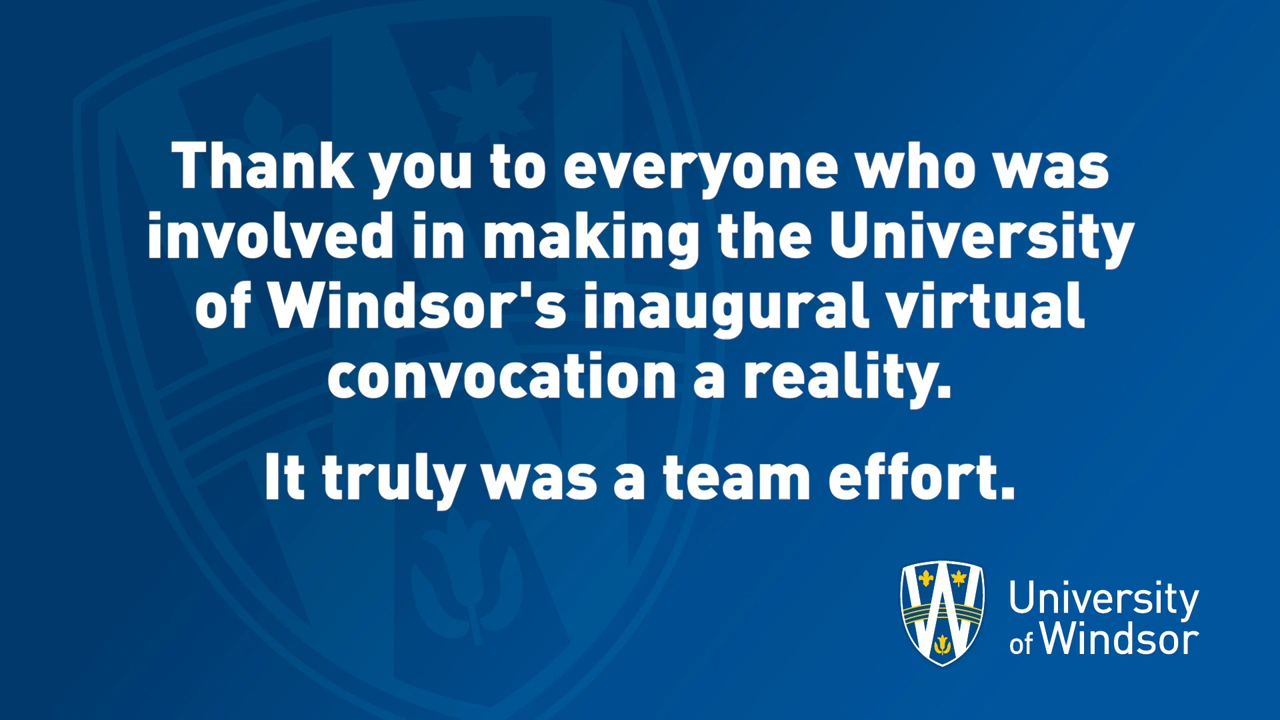 Thank you to everyone who was
involved in making the University
of Windsor's inaugural virtual
convocation a reality.
It truly was a team effort.
University
of Windsor